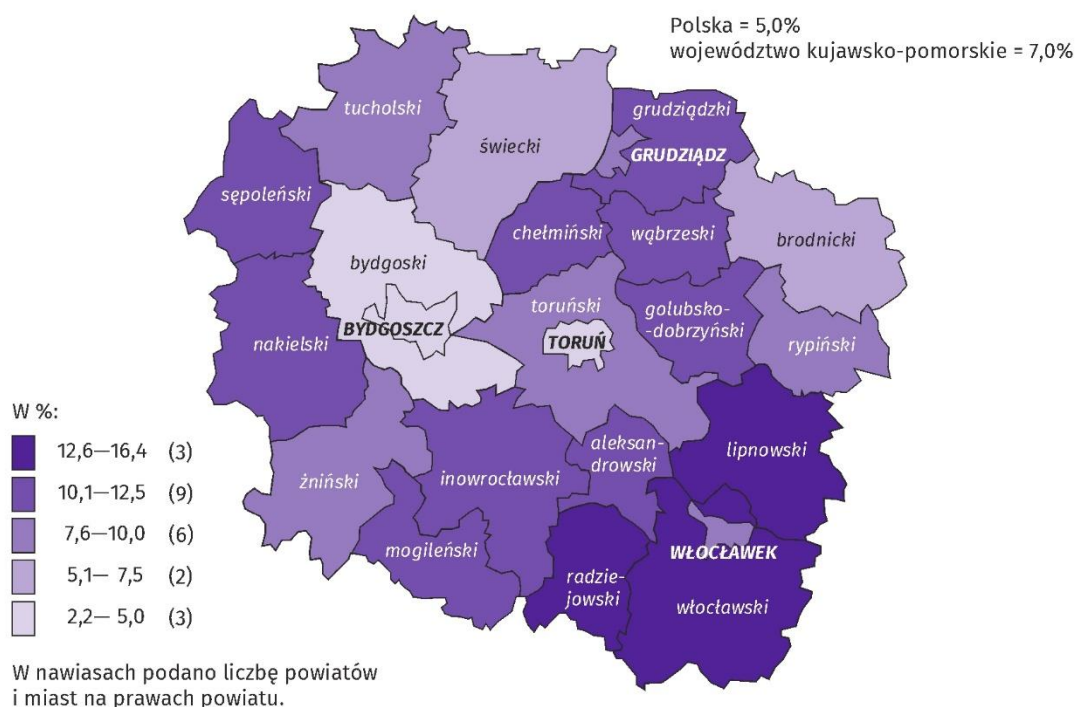 Polska = 5,0%
województwo kujawsko-pomorskie = 7,0%
tucholski
grudziądzki
świecki
GRUDZIĄDZ
sępoleński
chełmiński
wąbrzeski
brodnicki
bydgoski
toruński
golubsko-
-dobrzyński
BYDGOSZCZ
TORUŃ
nakielski
rypiński
aleksan-
drowski
lipnowski
inowrocławski
żniński
mogileński
WŁOCŁAWEK
radzie-
jowski
włocławski
W %:
12,6—16,4 (3)
10,1—12,5 (9)
7,6—10,0 (6)
5,1— 7,5 (2)
2,2— 5,0 (3)
W nawiasach podano liczbę powiatów
i miast na prawach powiatu.